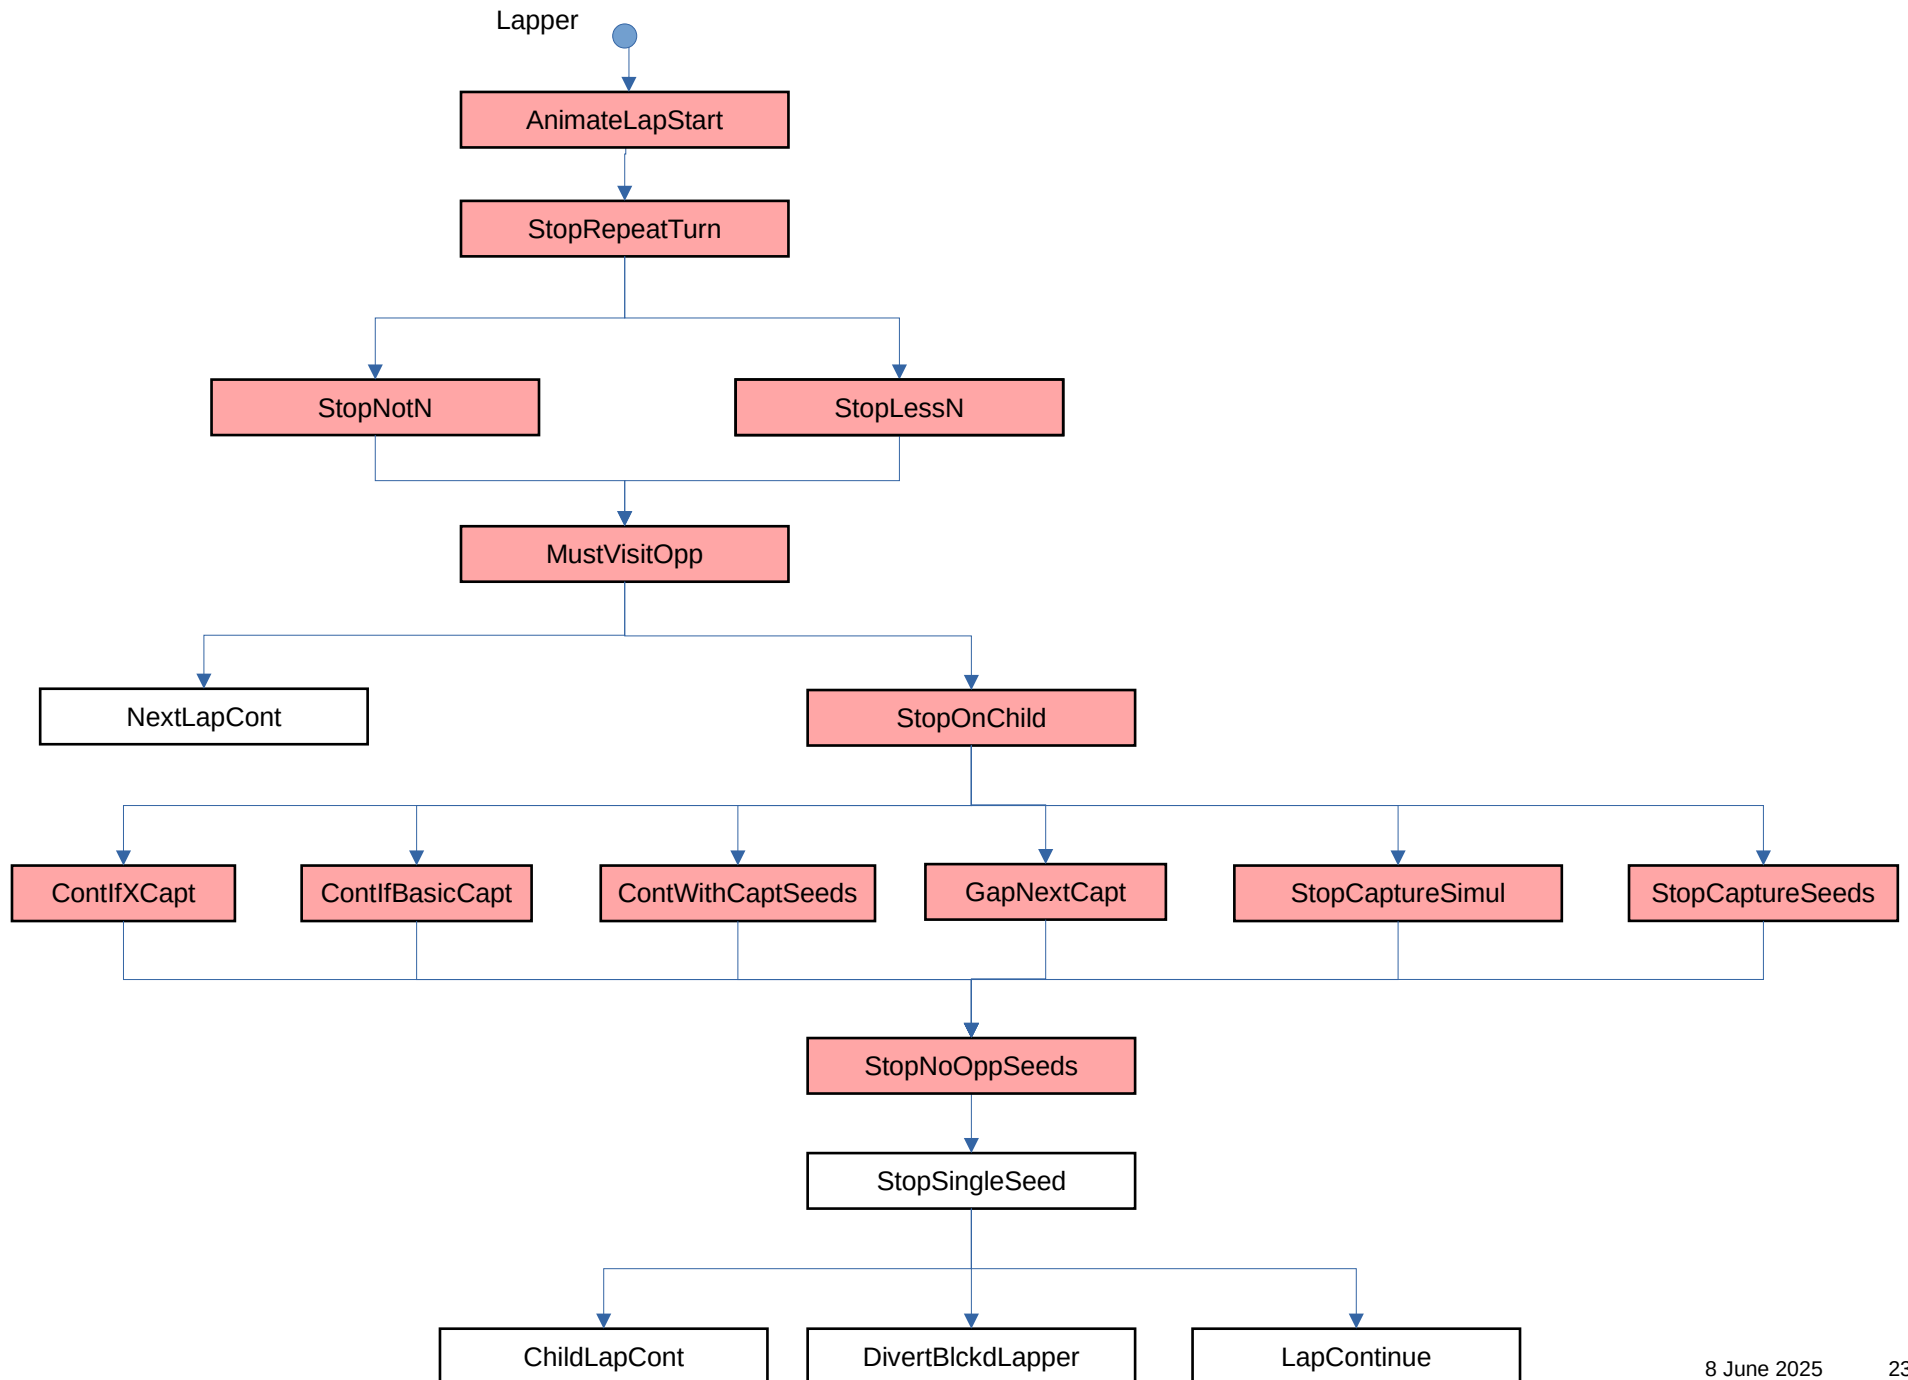 Lapper
AnimateLapStart
StopRepeatTurn
StopNotN
StopLessN
MustVisitOpp
NextLapCont
StopOnChild
ContIfXCapt
ContIfBasicCapt
ContWithCaptSeeds
GapNextCapt
StopCaptureSimul
StopCaptureSeeds
StopNoOppSeeds
StopSingleSeed
ChildLapCont
DivertBlckdLapper
LapContinue
8 June 2025 23